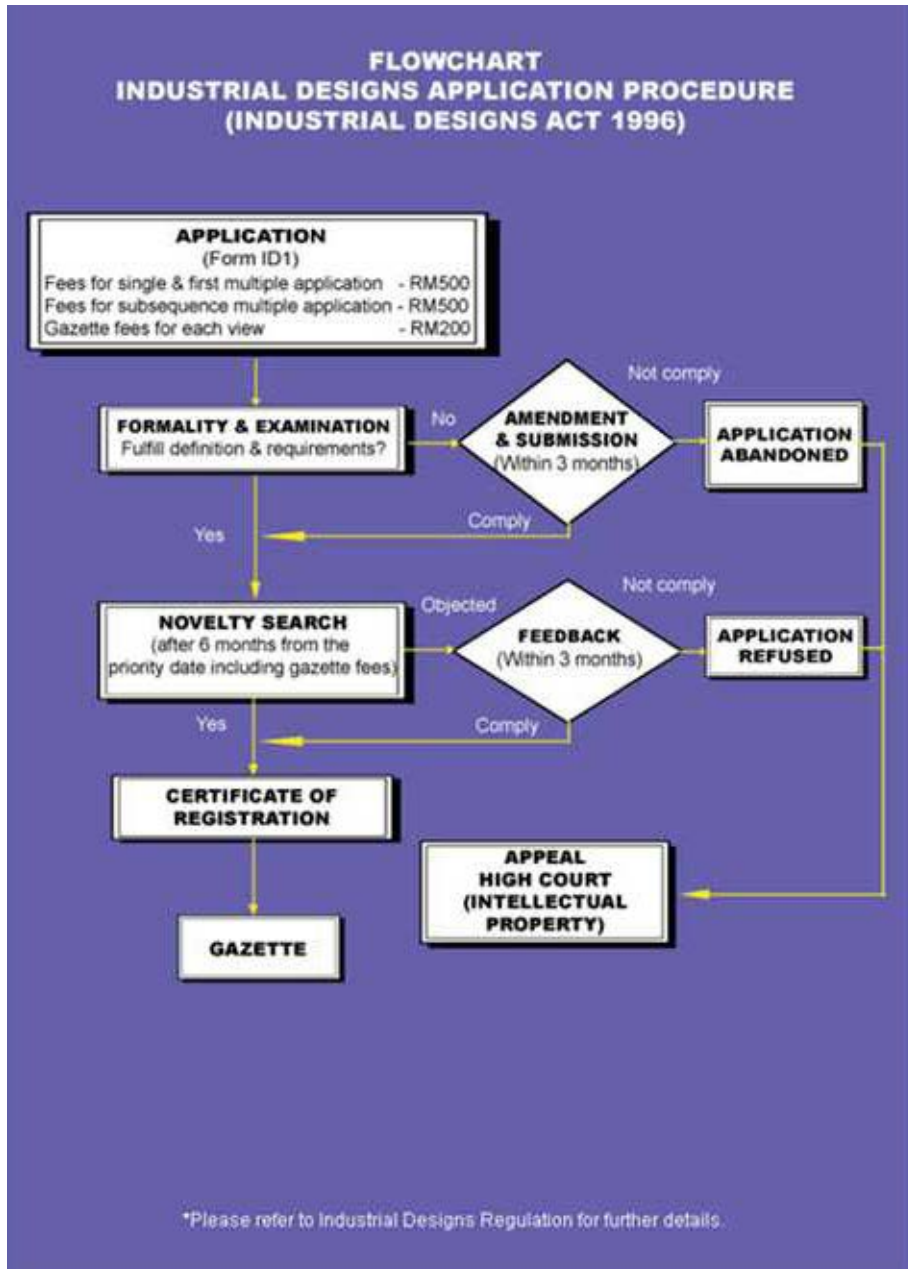 FLOWCHART
INDUSTRIAL DESIGNS APPLICATION PROCEDURE
(INDUSTRIAL DESIGNS ACT 1996)
APPLICATION
(Form ID1)
Fees for single & first multiple application - RM500
Fees for subsequence multiple application - RM500
Gazette fees for each view - RM200
FORMALITY & EXAMINATION
Fulfill definition & requirements?
No
AMENDMENT
& SUBMISSION
(Within 3 months)
Not comply
APPLICATION
ABANDONED
Yes
Comply
NOVELTY SEARCH
(after 6 months from the
priority date including gazette fees)
Objected
FEEDBACK
(Within 3 months)
Not comply
APPLICATION
REFUSED
Yes
Comply
CERTIFICATE OF
REGISTRATION
APPEAL
HIGH COURT
(INTELLECTUAL
PROPERTY)
GAZETTE
*Please refer to Industrial Designs Regulation for further details.